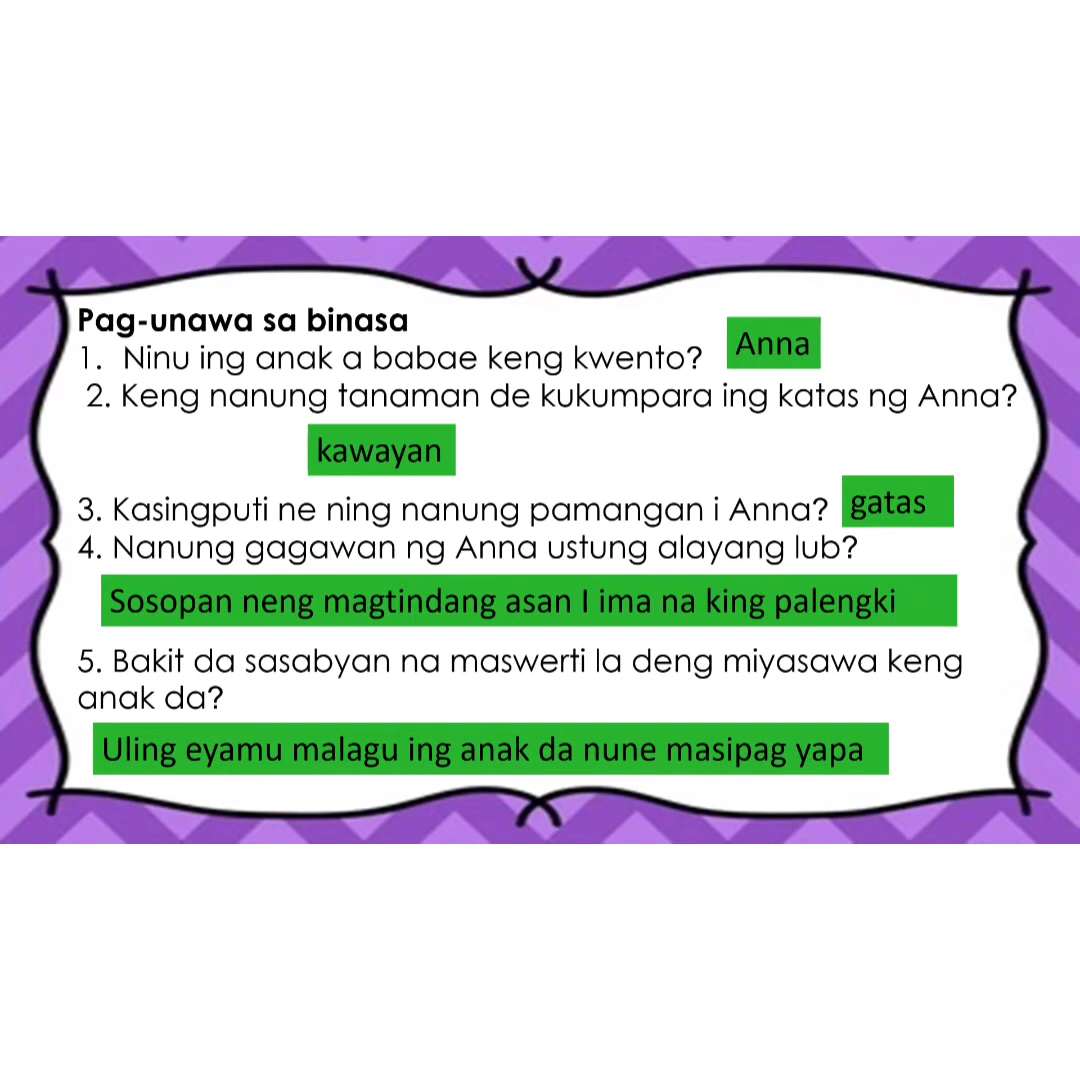 Pag-unawa sa binasa
1. Ninu ing anak a babae keng kwento? Anna
2. Keng nanung tanaman de kukumpara ing katas ng Anna?
kawayan
3. Kasingputi ne ning nanung pamangan i Anna? gatas
4. Nanung gagawan ng Anna ustung alayang lub?
Sosopan neng magtindang asan I ima na king palengki
5. Bakit da sasabyan na maswerti la deng miyasawa keng
anak da?
Uling eyamu malagu ing anak da nune masipag yapa